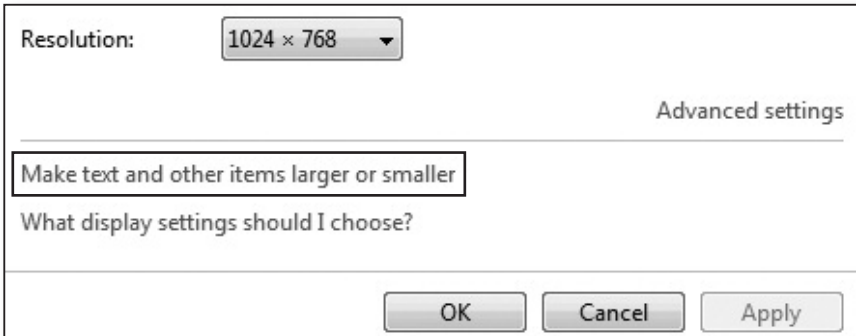 Resolution: 1024 × 768
Advanced settings
Make text and other items larger or smaller
What display settings should I choose?
OK Cancel Apply